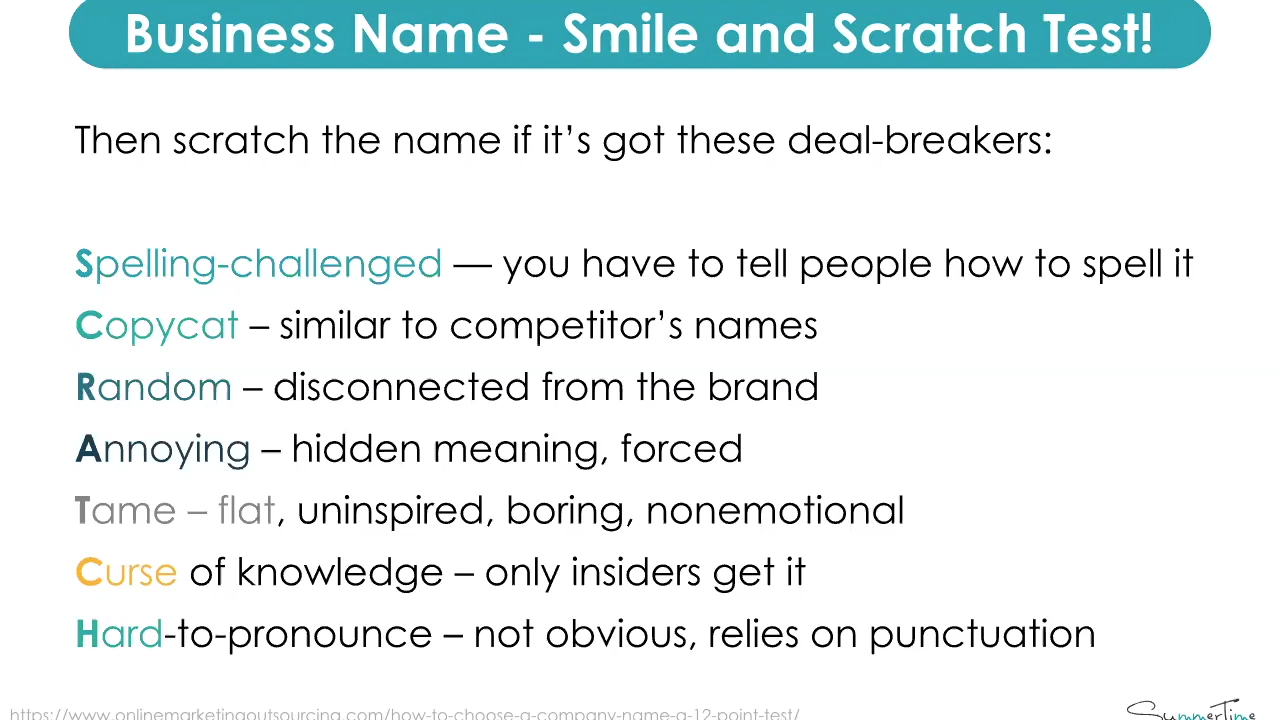 Business Name - Smile and Scratch Test!
Then scratch the name if it’s got these deal-breakers:
Spelling-challenged — you have to tell people how to spell it
Copycat – similar to competitor’s names
Random – disconnected from the brand
Annoying – hidden meaning, forced
Tame – flat, uninspired, boring, nonemotional
Curse of knowledge – only insiders get it
Hard-to-pronounce – not obvious, relies on punctuation
https://www.onlinemarketingoutsourcing.com/how-to-choose-a-company-name-a-12-point-test/
SummerTime